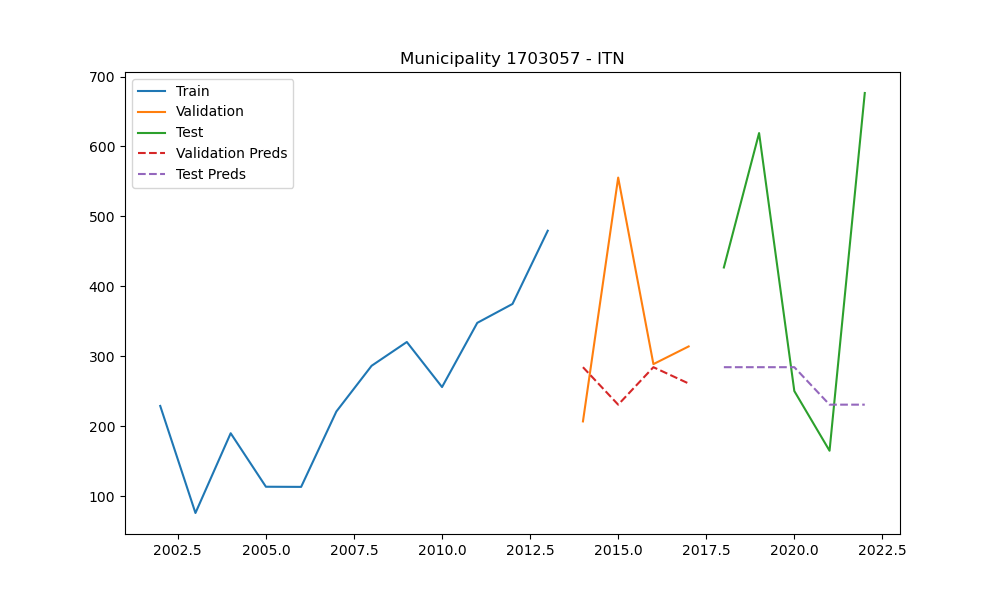 Municipality 1703057 - ITN
700
600
500
400
300
200
100
Train
Validation
Test
Validation Preds
Test Preds
2002.5 2005.0 2007.5 2010.0 2012.5 2015.0 2017.5 2020.0 2022.5